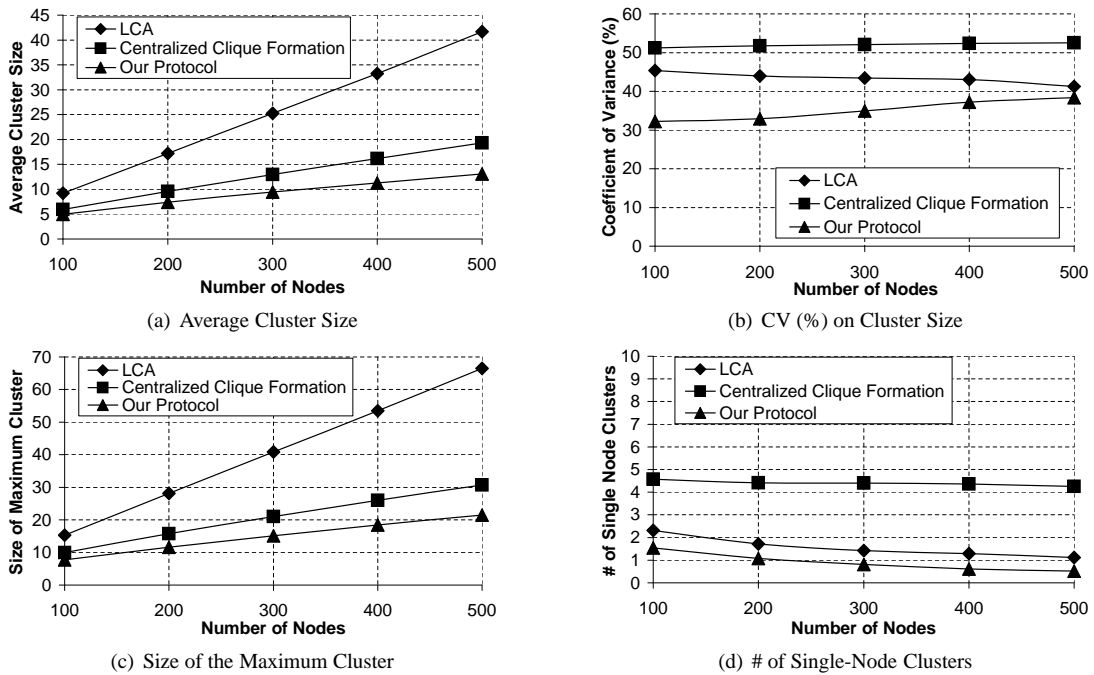 45
40
35
30
25
20
15
10
5
0
Average Cluster Size
LCA
Centralized Clique Formation
Our Protocol
100 200 300 400 500
Number of Nodes
(a) Average Cluster Size
60
50
40
30
20
10
0
Coefficient of Variance (%)
LCA
Centralized Clique Formation
Our Protocol
100 200 300 400 500
Number of Nodes
(b) CV (%) on Cluster Size
70
60
50
40
30
20
10
0
Size of Maximum Cluster
LCA
Centralized Clique Formation
Our Protocol
100 200 300 400 500
Number of Nodes
(c) Size of the Maximum Cluster
10
9
8
7
6
5
4
3
2
1
0
# of Single Node Clusters
LCA
Centralized Clique Formation
Our Protocol
100 200 300 400 500
Number of Nodes
(d) # of Single-Node Clusters